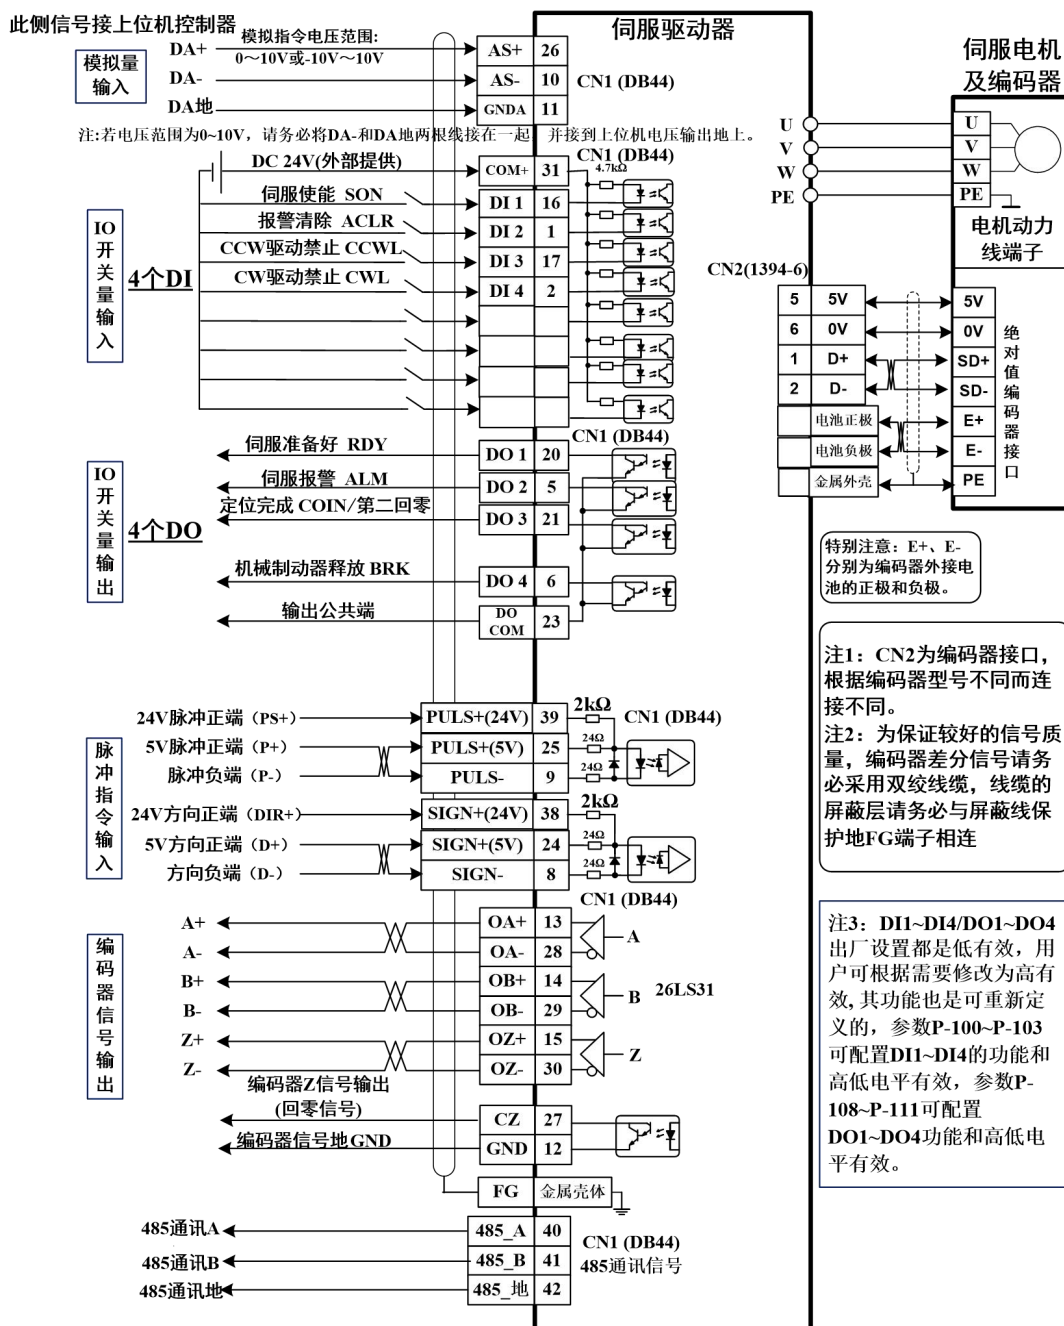 此侧信号接上位机控制器
伺服驱动器
伺服电机
及编码器
模拟量
输入
DA+
模拟指令电压范围:
0～10V或-10V～10V
DA-
DA地
AS+ 26
AS- 10
GNDA 11
CN1 (DB44)
注:若电压范围为0~10V，请务必将DA-和DA地两根线接在一起，并接到上位机电压输出地上。
U
V
W
PE
U
V
W
PE
电机动力
线端子
IO
开
关
量
输
入
4个DI
DC 24V(外部提供)
伺服使能 SON
报警清除 ACLR
CCW驱动禁止 CCWL
CW驱动禁止 CWL
COM+ 31
DI 1 16
DI 2 1
DI 3 17
DI 4 2
CN1 (DB44)
4.7kΩ
CN2(1394-6)
5 5V
6 0V
1 D+
2 D-
电池正极
电池负极
金属外壳
5V
0V
SD+
SD-
E+
E-
PE
绝
对
值
编
码
器
接
口
IO
开
关
量
输
出
4个DO
伺服准备好 RDY
伺服报警 ALM
定位完成 COIN/第二回零
机械制动器释放 BRK
输出公共端
DO 1 20
DO 2 5
DO 3 21
DO 4 6
DO
COM
23
CN1 (DB44)
特别注意：E+、E-
分别为编码器外接电
池的正极和负极。
注1：CN2为编码器接口，
根据编码器型号不同而连
接不同。
注2：为保证较好的信号质
量，编码器差分信号请务
必采用双绞线缆，线缆的
屏蔽层请务必与屏蔽线保
护地FG端子相连
脉
冲
指
令
输
入
24V脉冲正端（PS+）
5V脉冲正端（P+）
脉冲负端（P-）
24V方向正端（DIR+）
5V方向正端（D+）
方向负端（D-）
PULS+(24V) 39
PULS+(5V) 25
PULS- 9
SIGN+(24V) 38
SIGN+(5V) 24
SIGN- 8
2kΩ
24Ω
24Ω
CN1 (DB44)
2kΩ
24Ω
24Ω
CN1 (DB44)
编
码
器
信
号
输
出
A+
A-
B+
B-
Z+
Z-
编码器Z信号输出
(回零信号)
编码器信号地GND
OA+ 13
OA- 28
OB+ 14
OB- 29
OZ+ 15
OZ- 30
CZ 27
GND 12
FG 金属壳体
A
B
Z
26LS31
注3：DI1~DI4/DO1~DO4
出厂设置都是低有效，用
户可根据需要修改为高有
效, 其功能也是可重新定
义的，参数P-100~P-103
可配置DI1~DI4的功能和
高低电平有效，参数P-
108~P-111可配置
DO1~DO4功能和高低电
平有效。
485通讯A
485通讯B
485通讯地
485_A 40
485_B 41
485_地 42
CN1 (DB44)
485通讯信号